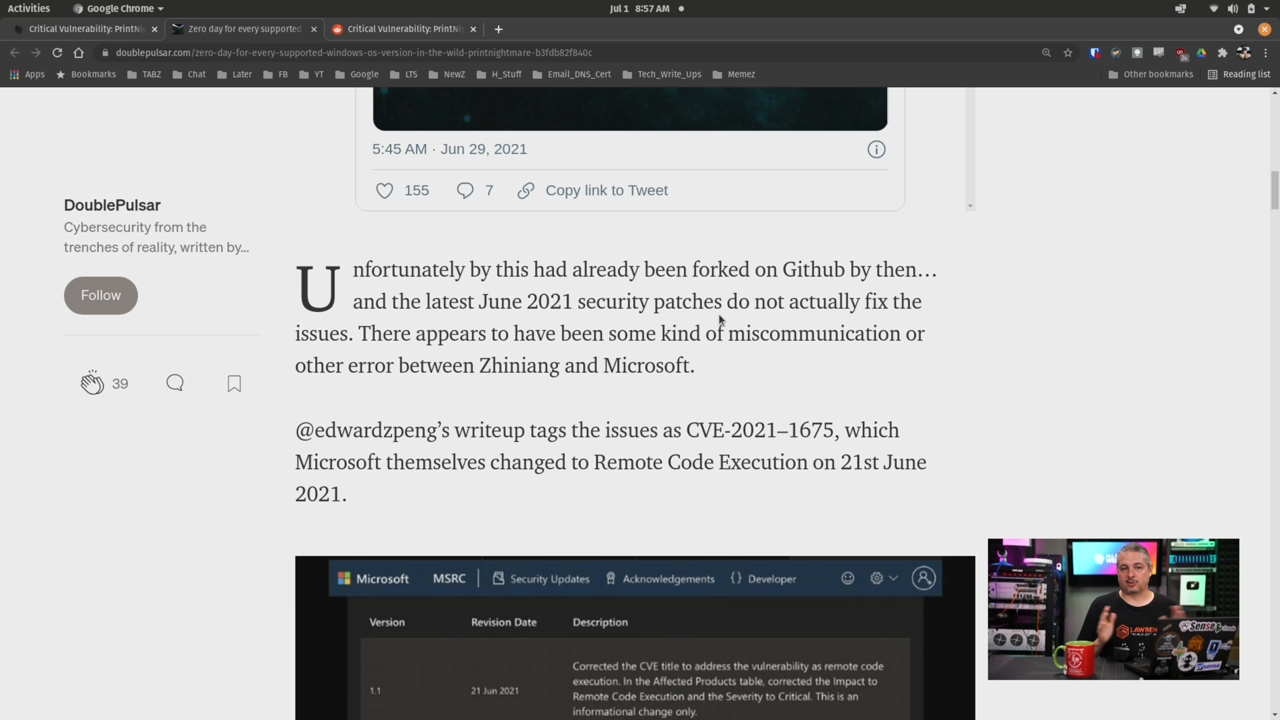 Activities
Google Chrome
Jul 1 8:57 AM
Critical Vulnerability: PrintNi
Zero day for every supported
Critical Vulnerability: PrintNi
doublepulsar.com/zero-day-for-every-supported-windows-os-version-in-the-wild-printnightmare-b3fdb82f840c
Apps Bookmarks TABZ Chat Later FB YT Google LTS NewZ H_Stuff Email_DNS_Cert Tech_Write_Ups Memez Other bookmarks Reading list
5:45 AM · Jun 29, 2021
155 7 Copy link to Tweet
DoublePulsar
Cybersecurity from the
trenches of reality, written by...
Follow
39
Unfortunately by this had already been forked on Github by then…
and the latest June 2021 security patches do not actually fix the
issues. There appears to have been some kind of miscommunication or
other error between Zhiniang and Microsoft.
@edwardzpeng’s writeup tags the issues as CVE-2021–1675, which
Microsoft themselves changed to Remote Code Execution on 21st June
2021.
Microsoft MSRC Security Updates Acknowledgements Developer
Version Revision Date Description
1.1 21 Jun 2021
Corrected the CVE title to address the vulnerability as remote code
execution. In the Affected Products table, corrected the Impact to
Remote Code Execution and the Severity to Critical. This is an
informational change only.
LAWREN